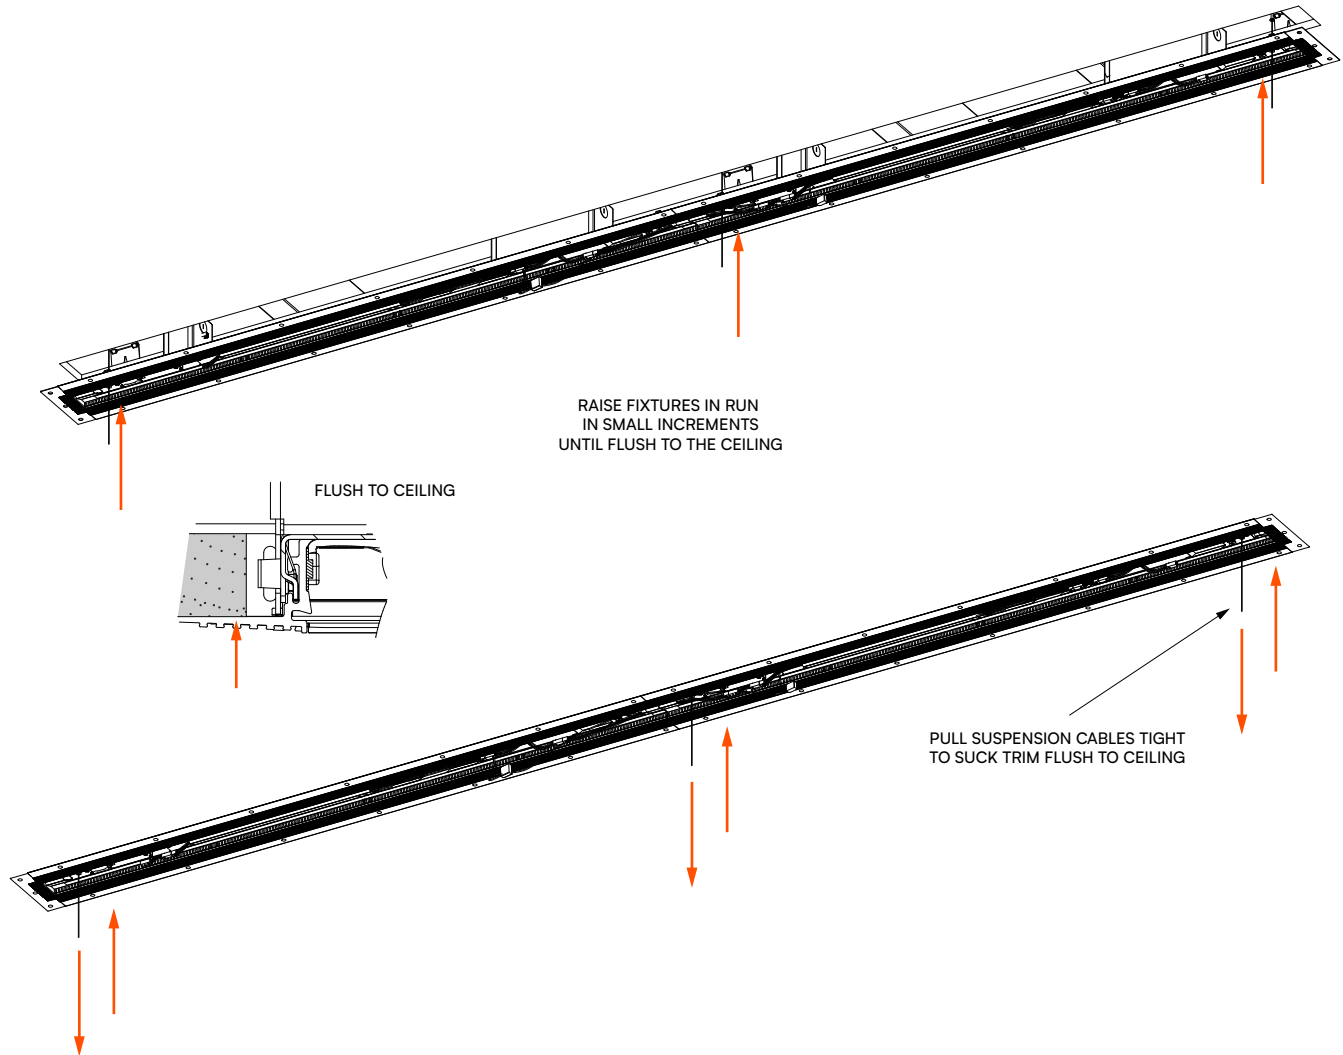 RAISE FIXTURES IN RUN
IN SMALL INCREMENTS
UNTIL FLUSH TO THE CEILING
FLUSH TO CEILING
PULL SUSPENSION CABLES TIGHT
TO SUCK TRIM FLUSH TO CEILING